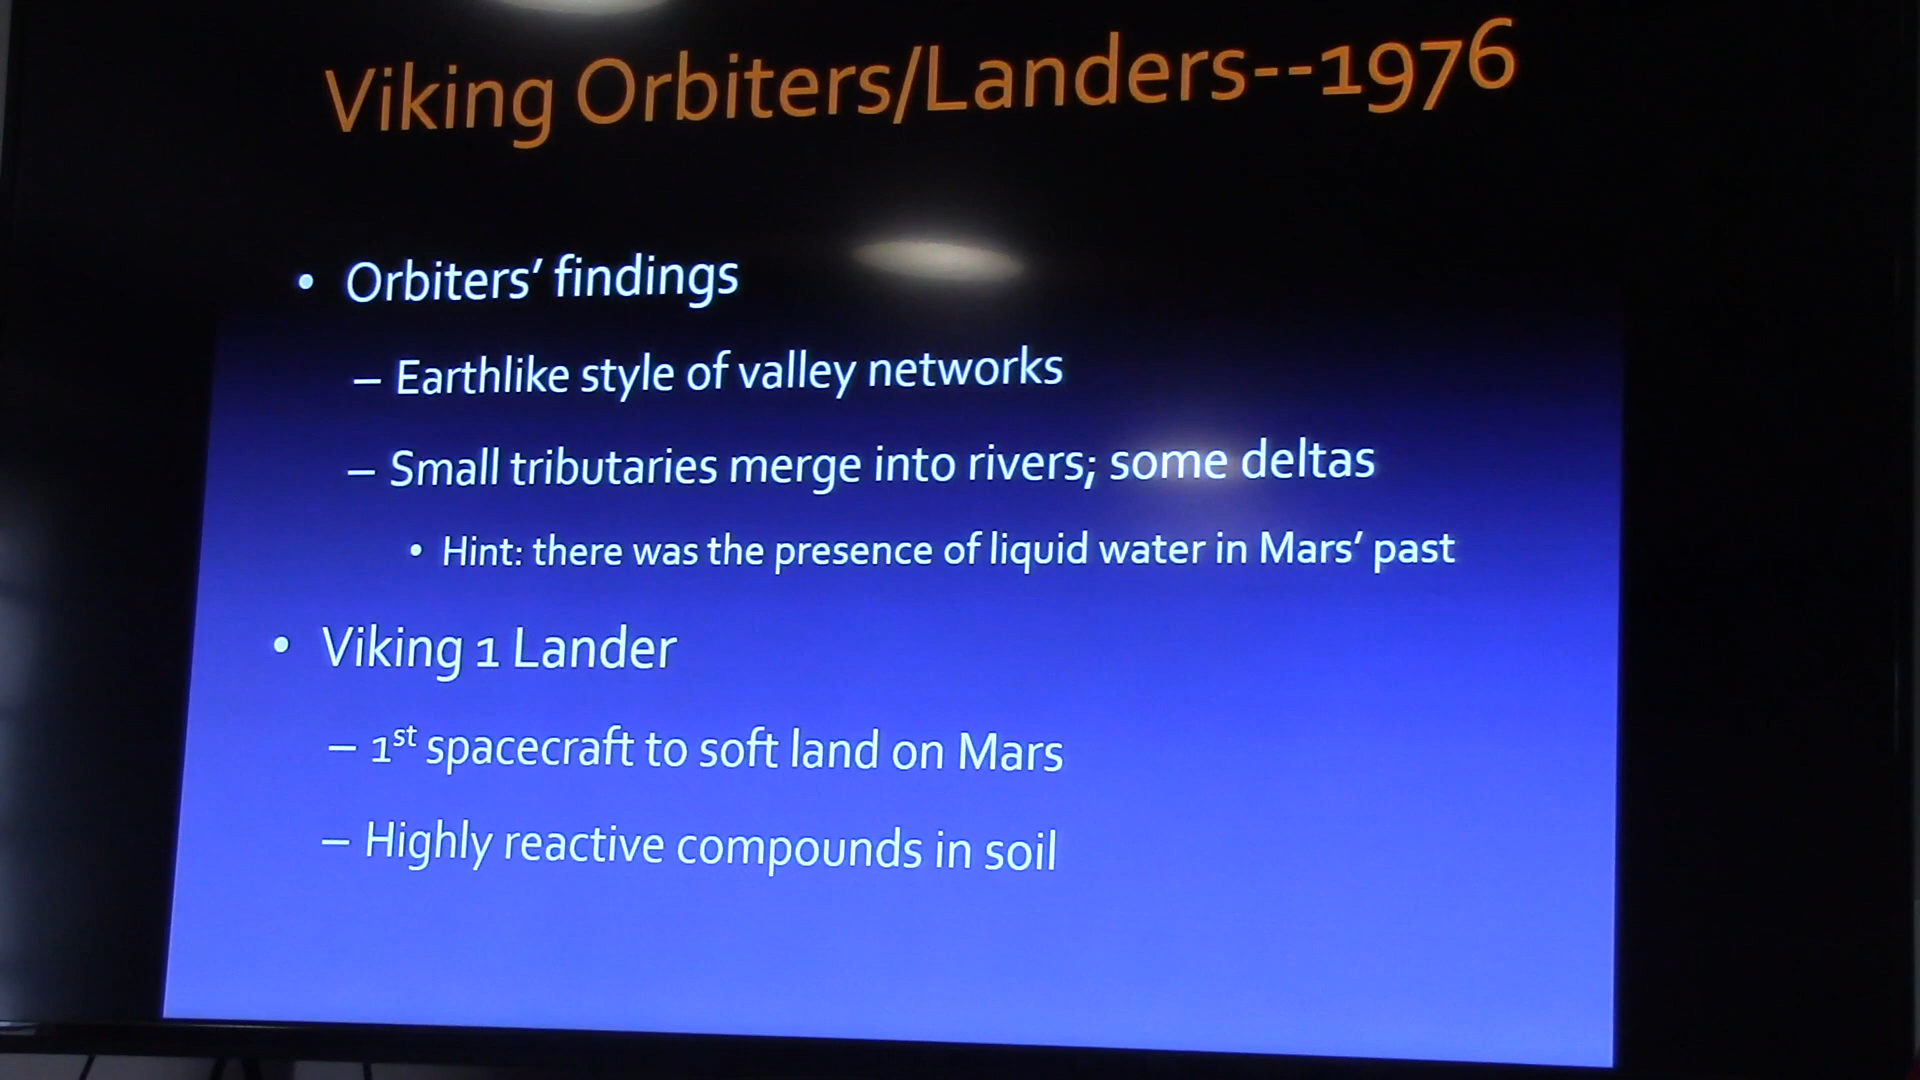 Viking Orbiters/Landers--1976
• Orbiters’ findings
– Earthlike style of valley networks
– Small tributaries merge into rivers; some deltas
• Hint: there was the presence of liquid water in Mars’ past
• Viking 1 Lander
– 1st spacecraft to soft land on Mars
– Highly reactive compounds in soil